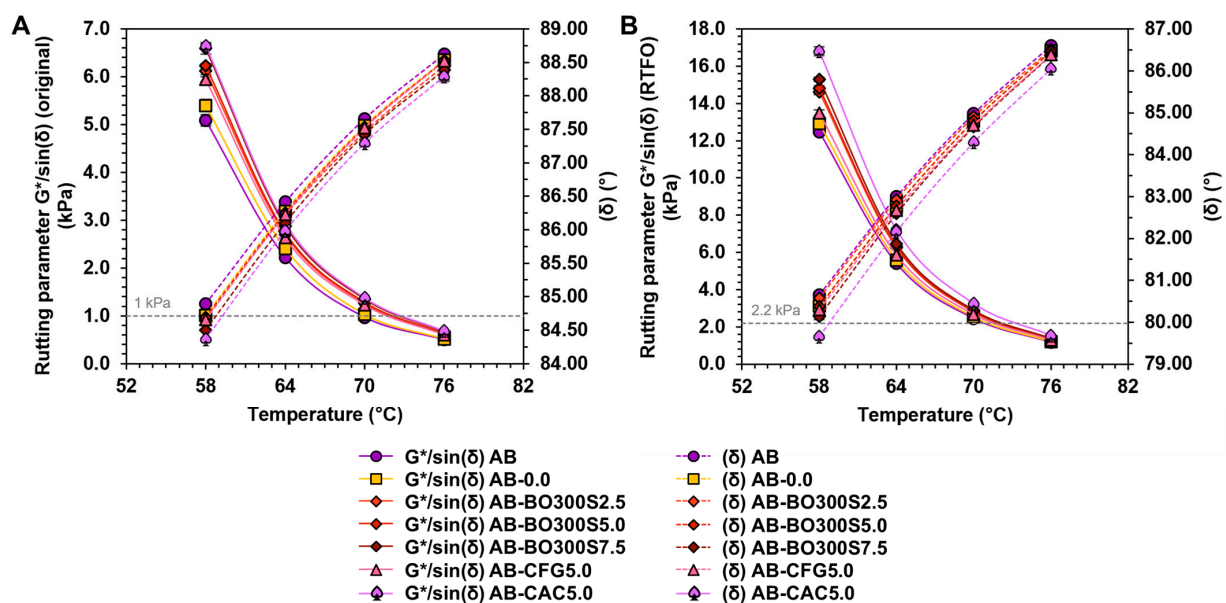 A
Rutting parameter G*/sin(δ) (original)
(kPa)
7.0
6.0
5.0
4.0
3.0
2.0
1.0
0.0
1 kPa
89.00
88.50
88.00
87.50
87.00
86.50
86.00
85.50
85.00
84.50
84.00
(δ) (°)
52 58 64 70 76 82
Temperature (°C)
B
Rutting parameter G*/sin(δ) (RTFO)
(kPa)
18.0
16.0
14.0
12.0
10.0
8.0
6.0
4.0
2.0
0.0
2.2 kPa
87.00
86.00
85.00
84.00
83.00
82.00
81.00
80.00
79.00
(δ) (°)
52 58 64 70 76 82
Temperature (°C)
G*/sin(δ) AB
G*/sin(δ) AB-0.0
G*/sin(δ) AB-BO300S2.5
G*/sin(δ) AB-BO300S5.0
G*/sin(δ) AB-BO300S7.5
G*/sin(δ) AB-CFG5.0
G*/sin(δ) AB-CAC5.0
(δ) AB
(δ) AB-0.0
(δ) AB-BO300S2.5
(δ) AB-BO300S5.0
(δ) AB-BO300S7.5
(δ) AB-CFG5.0
(δ) AB-CAC5.0